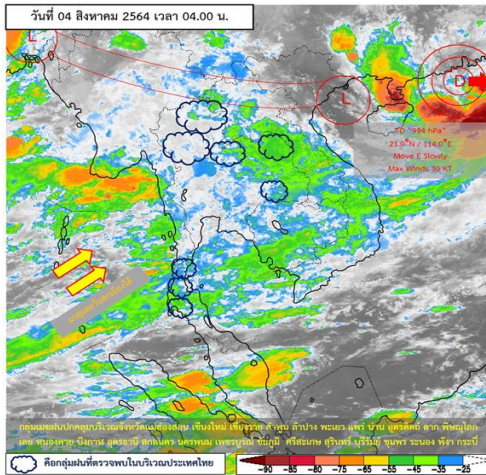 วันที่ 04 สิงหาคม 2564 เวลา 04.00 น.
L
L
D
TD "994 hPa"
21.0°N / 114.0°E
Move E Slowly
Max Winds 30 KT
กลุ่มเมฆฝนปกคลุมบริเวณจังหวัดแม่ฮ่องสอน เชียงใหม่ เชียงราย ลำพูน ลำปาง พะเยา แพร่ น่าน อุตรดิตถ์ ตาก พิษณุโลก
เลย หนองคาย บึงกาฬ อุดรธานี สกลนคร นครพนม เพชรบูรณ์ ชัยภูมิ ศรีสะเกษ สุรินทร์ บุรีรัมย์ ชุมพร ระนอง พังงา กระบี่
คือกลุ่มฝนที่ตรวจพบในบริเวณประเทศไทย
-90 -85 -80 -75 -65 -55 -45 -35 -25 -15